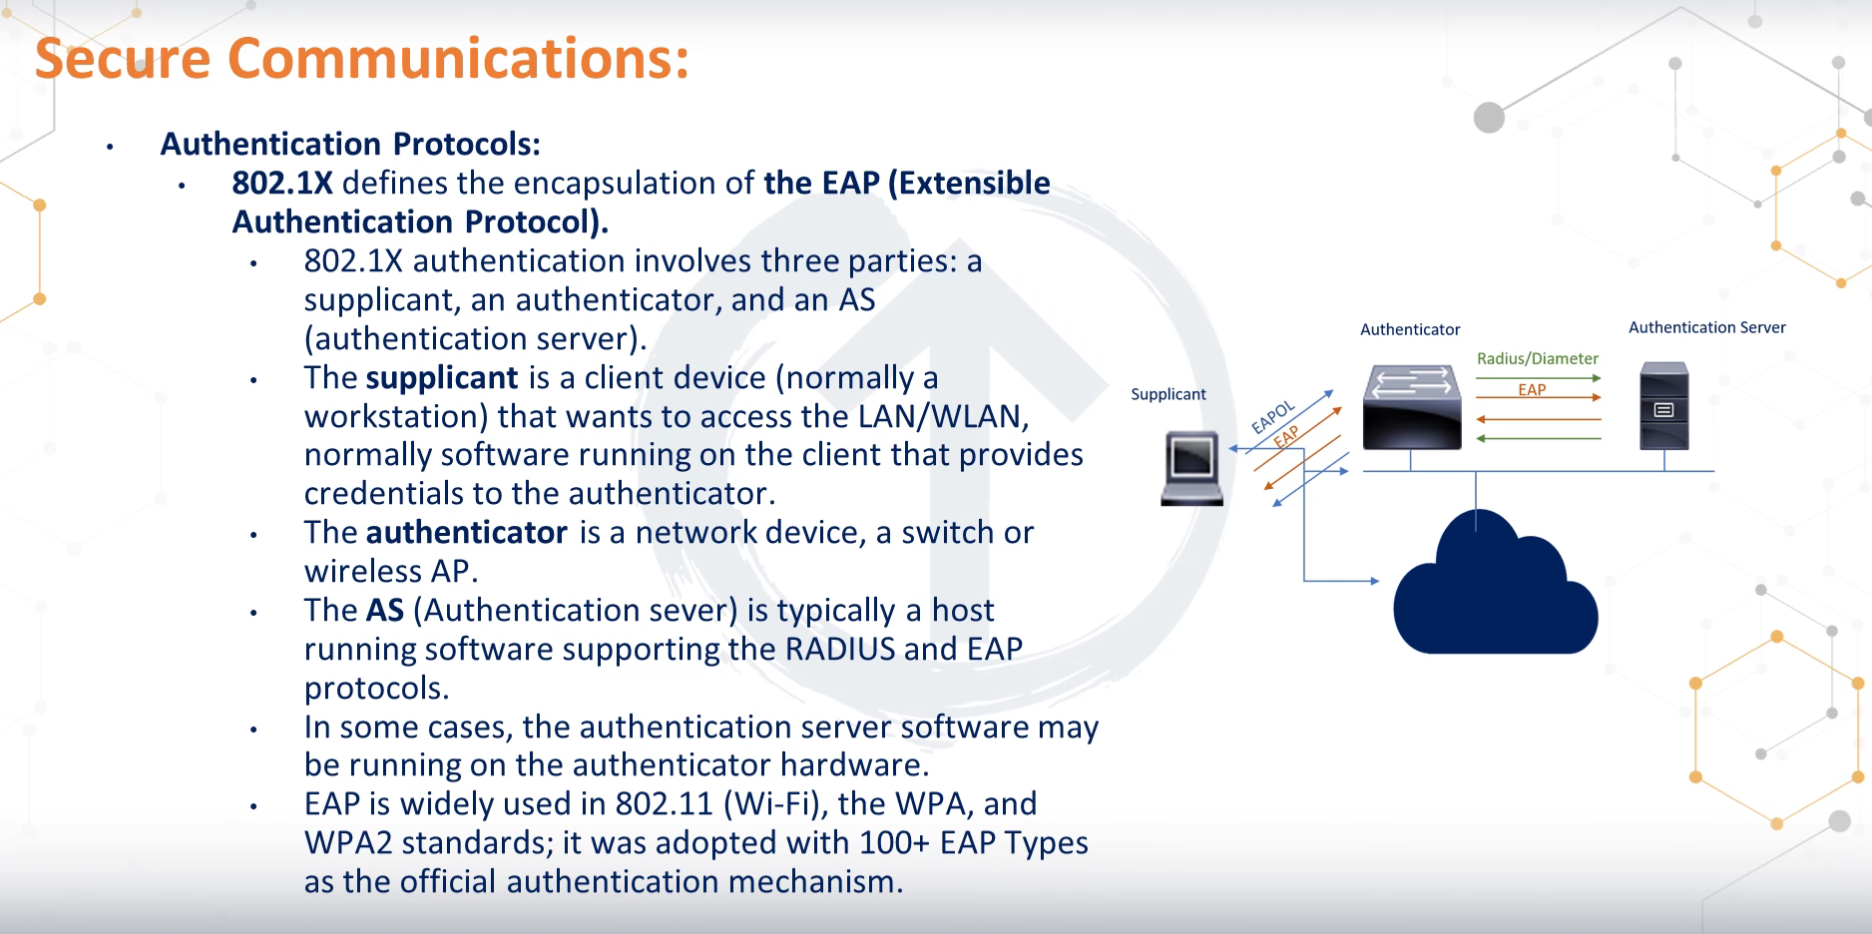 Secure Communications:
Authentication Protocols:
802.1X defines the encapsulation of the EAP (Extensible
Authentication Protocol).
802.1X authentication involves three parties: a
supplicant, an authenticator, and an AS
(authentication server).
The supplicant is a client device (normally a
workstation) that wants to access the LAN/WLAN,
normally software running on the client that provides
credentials to the authenticator.
The authenticator is a network device, a switch or
wireless AP.
The AS (Authentication sever) is typically a host
running software supporting the RADIUS and EAP
protocols.
In some cases, the authentication server software may
be running on the authenticator hardware.
EAP is widely used in 802.11 (Wi-Fi), the WPA, and
WPA2 standards; it was adopted with 100+ EAP Types
as the official authentication mechanism.
Supplicant
EAPOL
EAP
Authenticator
Radius/Diameter
EAP
Authentication Server